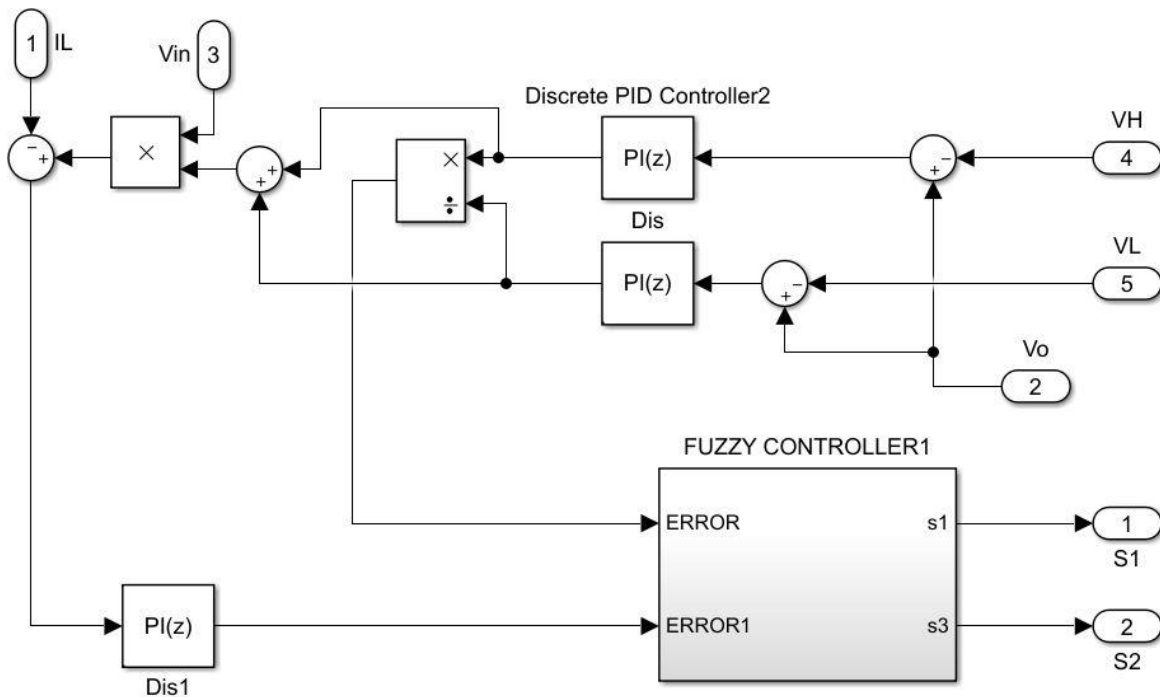 1
IL
Vin
3
Discrete PID Controller2
VH
4
− +
×
+ +
× ÷
PI(z)
+ −
Dis
VL
PI(z)
+ −
5
Vo
2
FUZZY CONTROLLER1
ERROR
s1
1
S1
PI(z)
ERROR1
s3
2
S2
Dis1